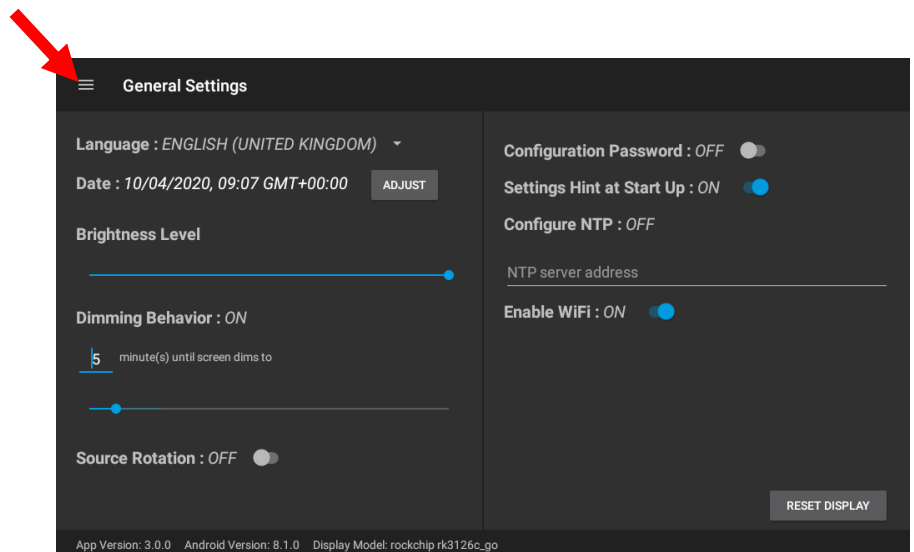 General Settings
Language : ENGLISH (UNITED KINGDOM)
Date : 10/04/2020, 09:07 GMT+00:00 ADJUST
Brightness Level
Dimming Behavior : ON
5 minute(s) until screen dims to
Source Rotation : OFF
Configuration Password : OFF
Settings Hint at Start Up : ON
Configure NTP : OFF
NTP server address
Enable WiFi : ON
RESET DISPLAY
App Version: 3.0.0 Android Version: 8.1.0 Display Model: rockchip rk3126c_go